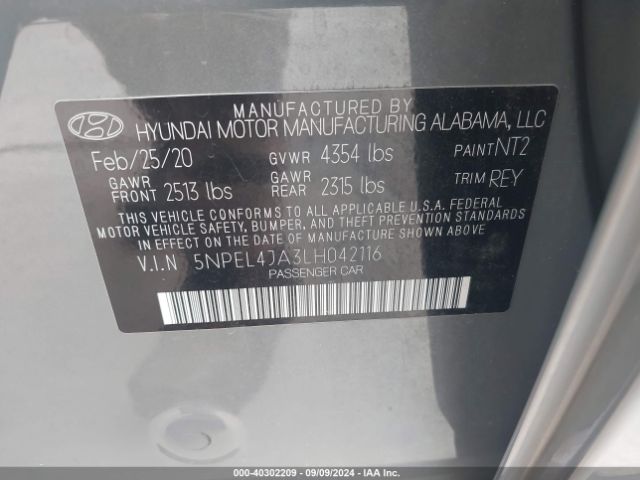 MANUFACTURED BY
HYUNDAI MOTOR MANUFACTURING ALABAMA, LLC
Feb/25/20 GVWR 4354 lbs PAINT NT2
GAWR FRONT 2513 lbs GAWR REAR 2315 lbs TRIM REY
THIS VEHICLE CONFORMS TO ALL APPLICABLE U.S.A. FEDERAL
MOTOR VEHICLE SAFETY, BUMPER, AND THEFT PREVENTION STANDARDS
IN EFFECT ON THE DATE OF MANUFACTURE SHOWN ABOVE.
V.I.N 5NPEL4JA3LH042116
PASSENGER CAR
000-40302209 - 09/09/2024 - IAAI.com